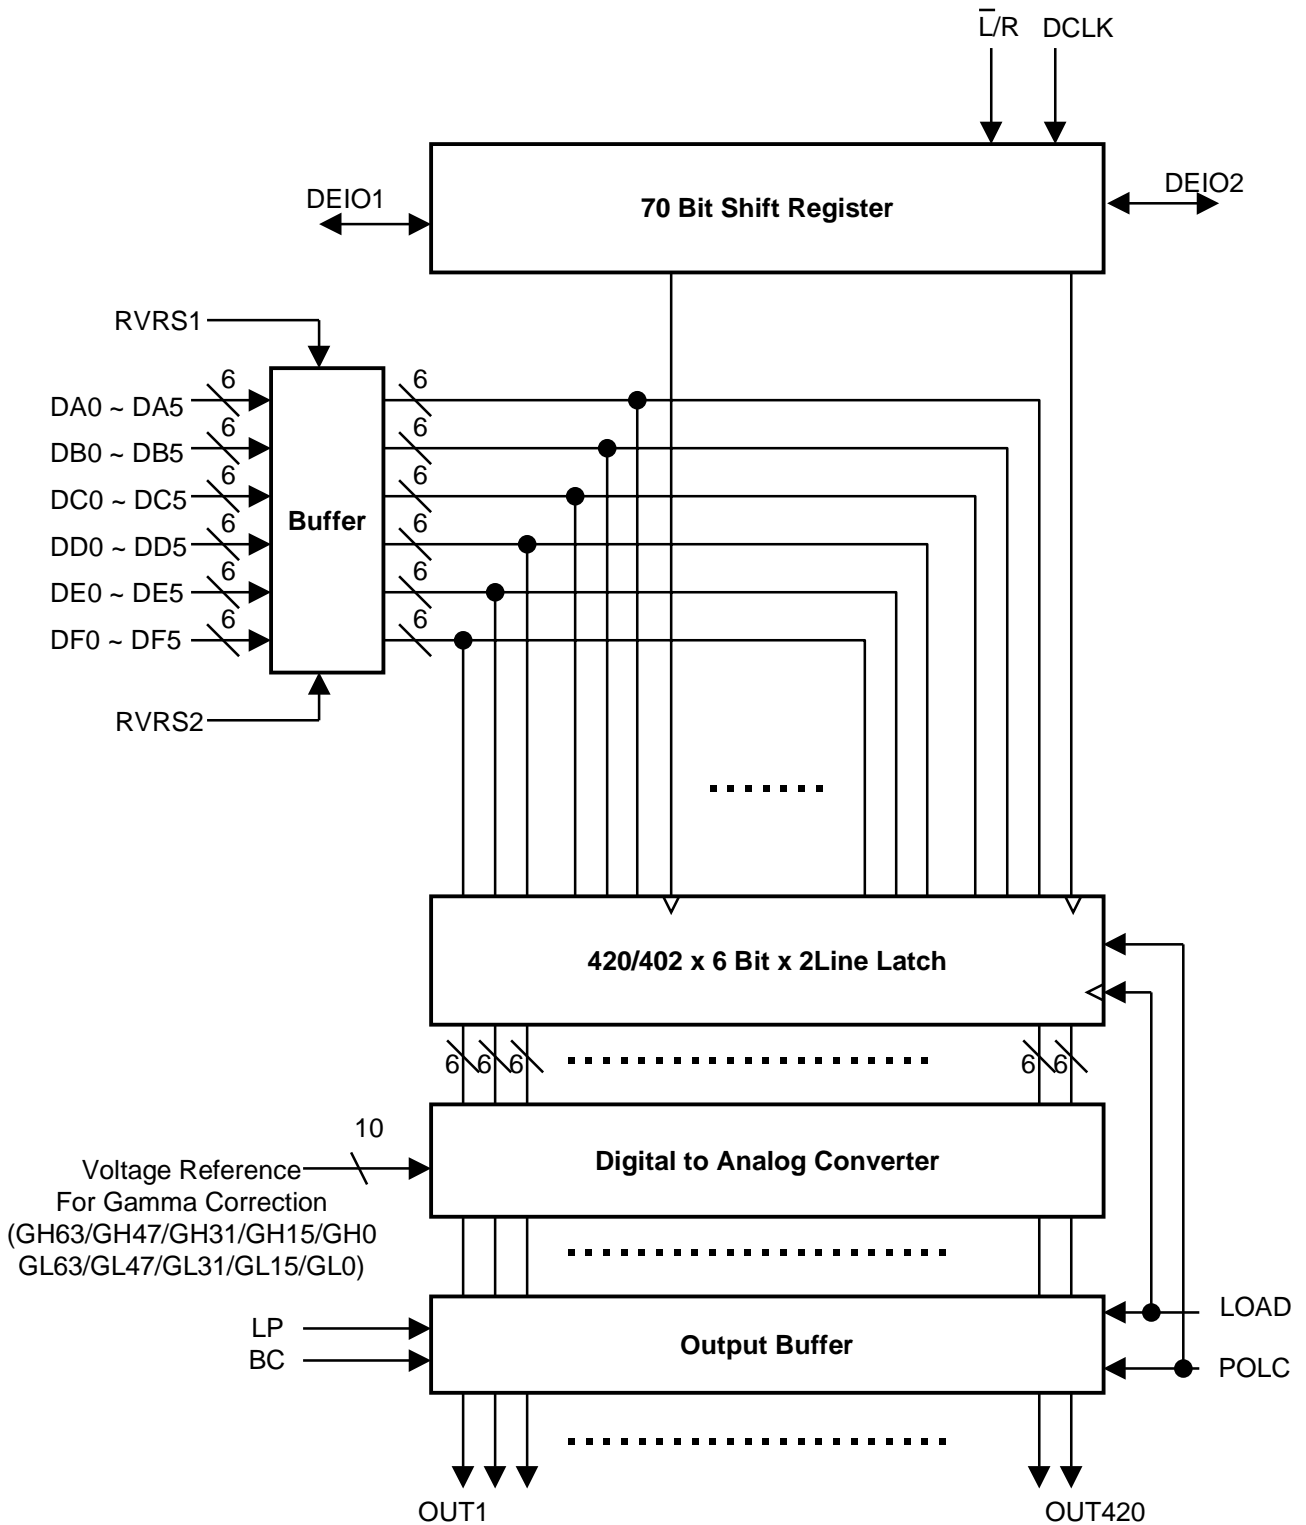 L̅/R DCLK
70 Bit Shift Register
DEIO1
DEIO2
RVRS1
DA0 ~ DA5 6 6
DB0 ~ DB5 6 6
DC0 ~ DC5 6 6
DD0 ~ DD5 6 6
DE0 ~ DE5 6 6
DF0 ~ DF5 6 6
Buffer
RVRS2
420/402 x 6 Bit x 2Line Latch
6 6 6 6 6
10
Digital to Analog Converter
Voltage Reference
For Gamma Correction
(GH63/GH47/GH31/GH15/GH0
GL63/GL47/GL31/GL15/GL0)
LP
BC
Output Buffer
LOAD
POLC
OUT1
OUT420